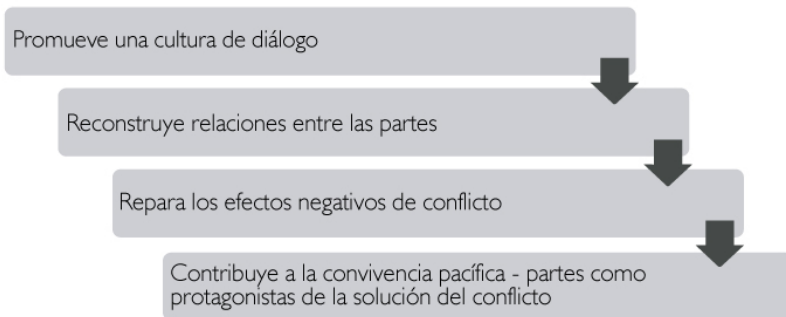 Promueve una cultura de diálogo
Reconstruye relaciones entre las partes
Repara los efectos negativos de conflicto
Contribuye a la convivencia pacífica - partes como
protagonistas de la solución del conflicto